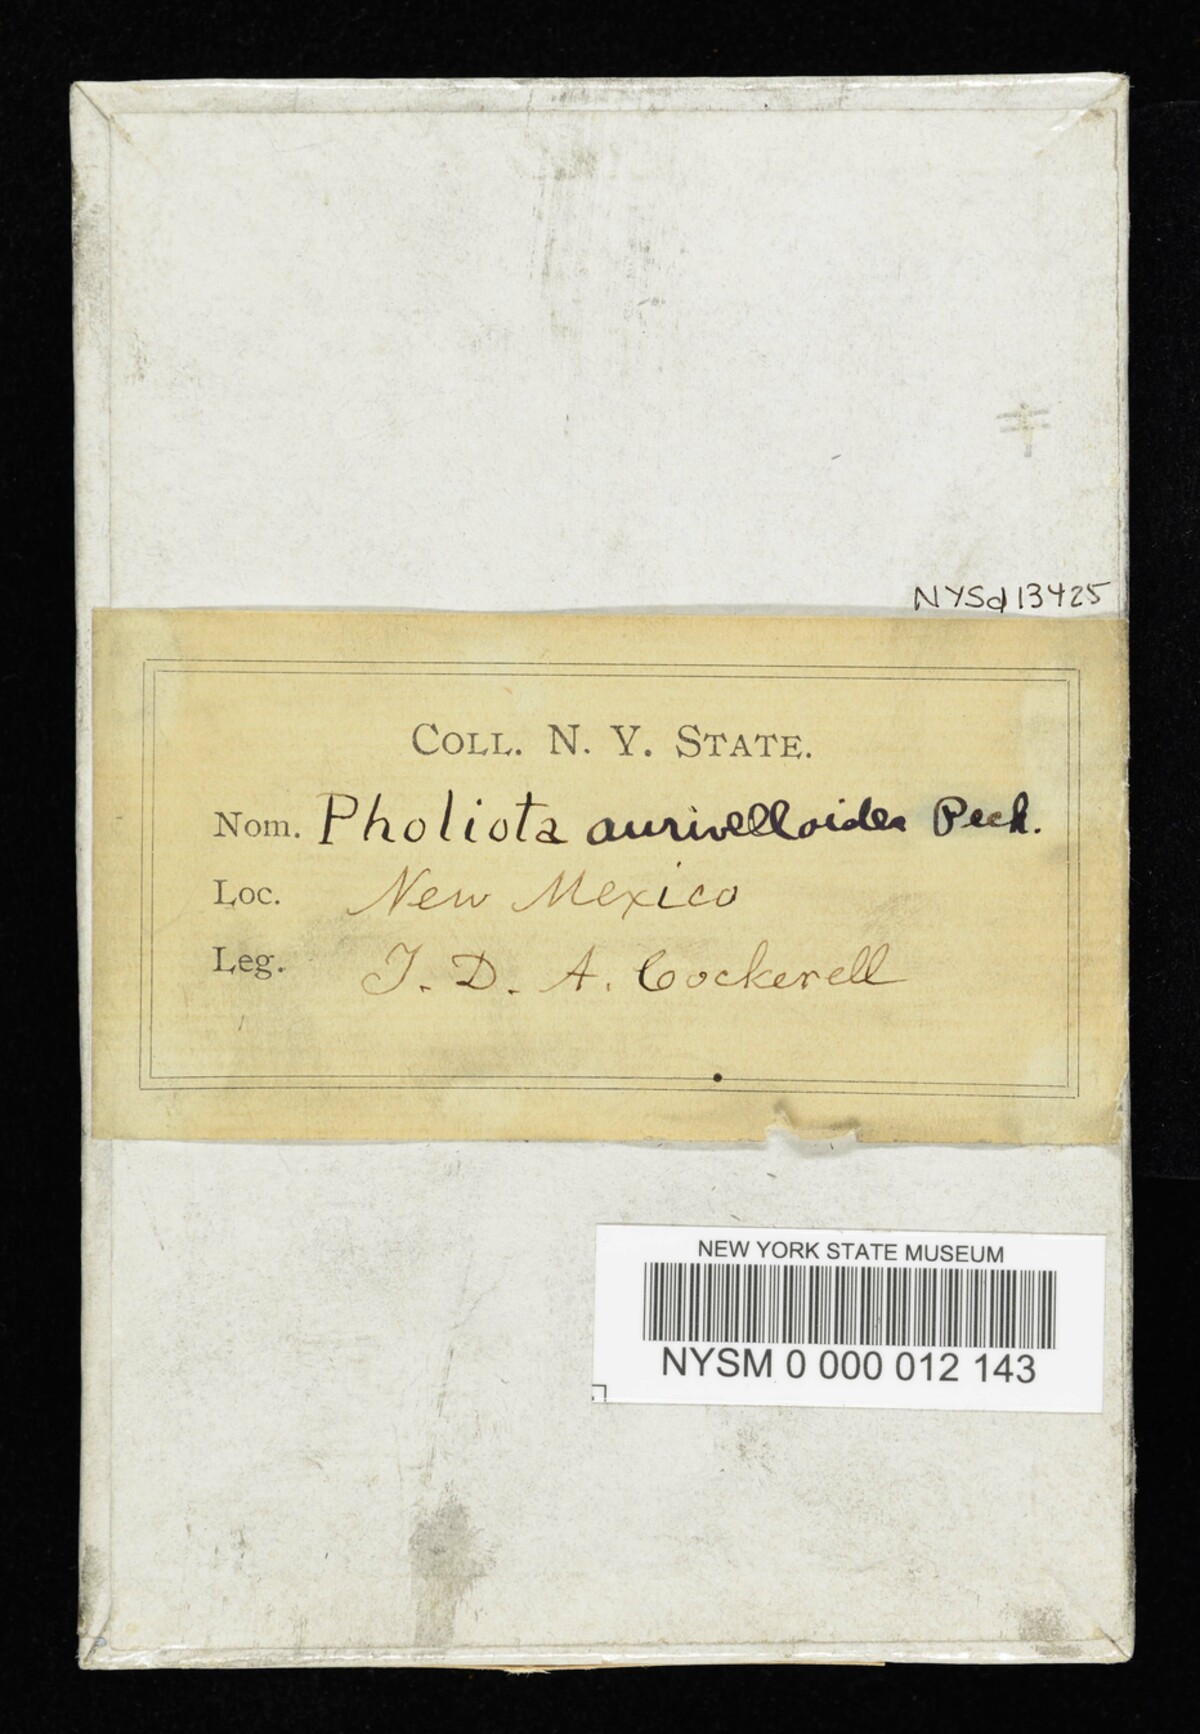 NYSd13425
COLL. N. Y. STATE.
Nom. Pholiota aurivelloides Peck.
Loc. New Mexico
Leg. T. D. A. Cockerell
NEW YORK STATE MUSEUM
NYSM 0 000 012 143